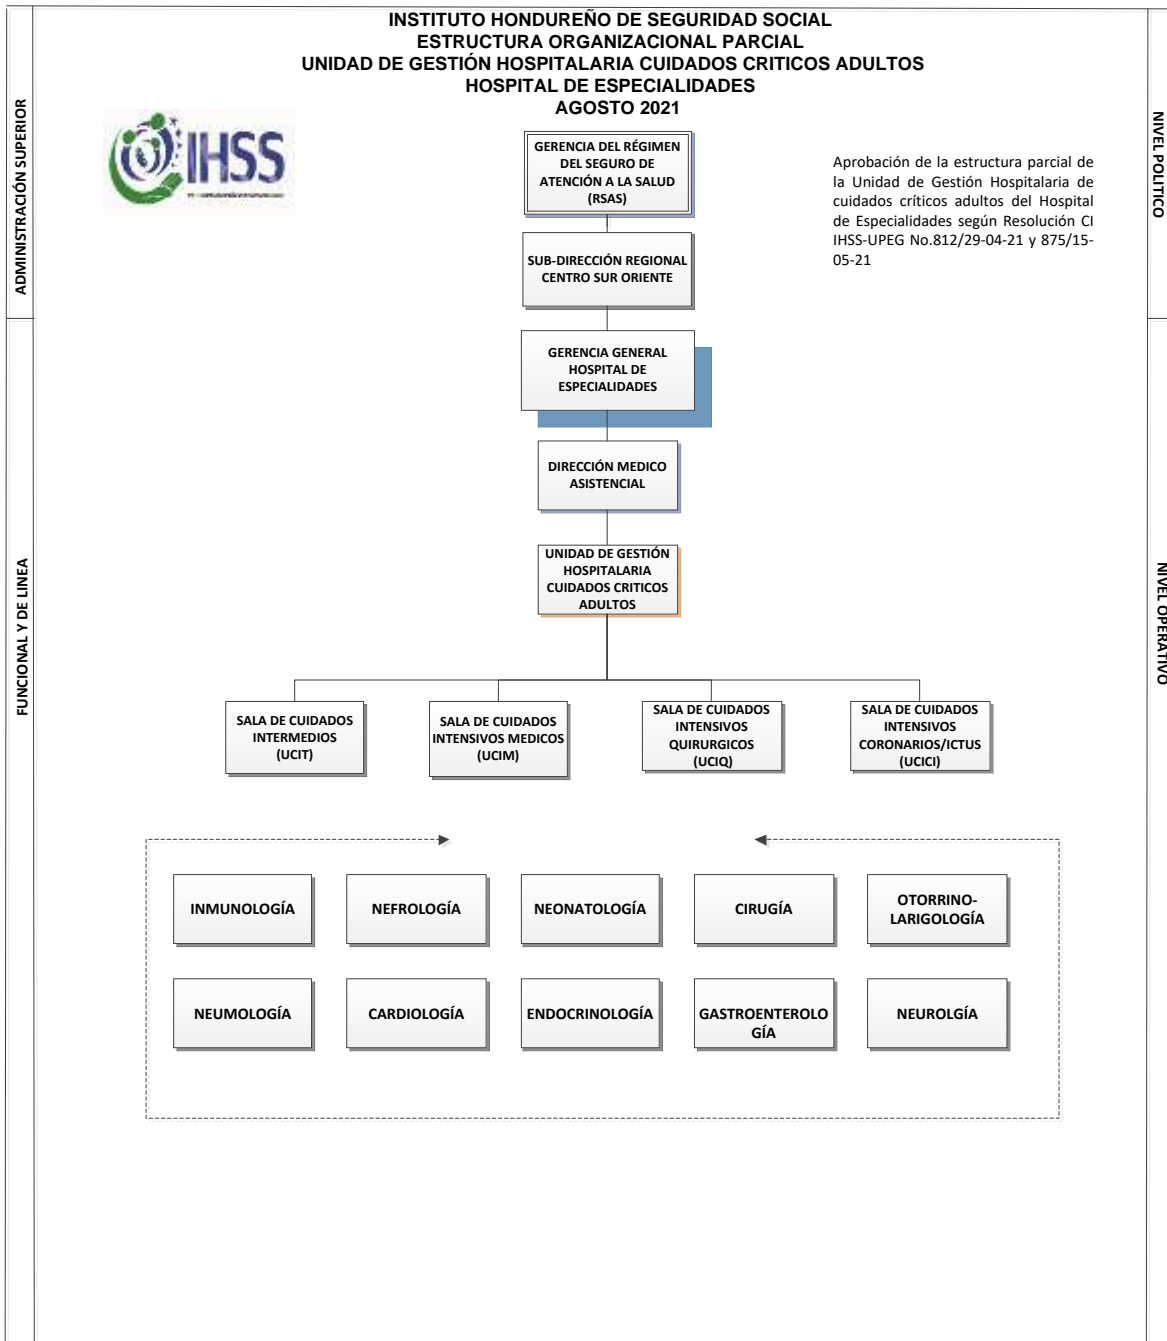 INSTITUTO HONDUREÑO DE SEGURIDAD SOCIAL
ESTRUCTURA ORGANIZACIONAL PARCIAL
UNIDAD DE GESTIÓN HOSPITALARIA CUIDADOS CRITICOS ADULTOS
HOSPITAL DE ESPECIALIDADES
AGOSTO 2021
ADMINISTRACIÓN SUPERIOR
NIVEL POLITICO
IHSS
GERENCIA DEL RÉGIMEN
DEL SEGURO DE
ATENCIÓN A LA SALUD
(RSAS)
Aprobación de la estructura parcial de
la Unidad de Gestión Hospitalaria de
cuidados críticos adultos del Hospital
de Especialidades según Resolución CI
IHSS-UPEG No.812/29-04-21 y 875/15-
05-21
SUB-DIRECCIÓN REGIONAL
CENTRO SUR ORIENTE
GERENCIA GENERAL
HOSPITAL DE
ESPECIALIDADES
DIRECCIÓN MEDICO
ASISTENCIAL
FUNCIONAL Y DE LINEA
NIVEL OPERATIVO
UNIDAD DE GESTIÓN
HOSPITALARIA
CUIDADOS CRITICOS
ADULTOS
SALA DE CUIDADOS
INTERMEDIOS
(UCIT)
SALA DE CUIDADOS
INTENSIVOS MEDICOS
(UCIM)
SALA DE CUIDADOS
INTENSIVOS
QUIRURGICOS
(UCIQ)
SALA DE CUIDADOS
INTENSIVOS
CORONARIOS/ICTUS
(UCICI)
INMUNOLOGÍA
NEFROLOGÍA
NEONATOLOGÍA
CIRUGÍA
OTORRINO-
LARIGOLOGÍA
NEUMOLOGÍA
CARDIOLOGÍA
ENDOCRINOLOGÍA
GASTROENTEROLO
GÍA
NEUROLGÍA